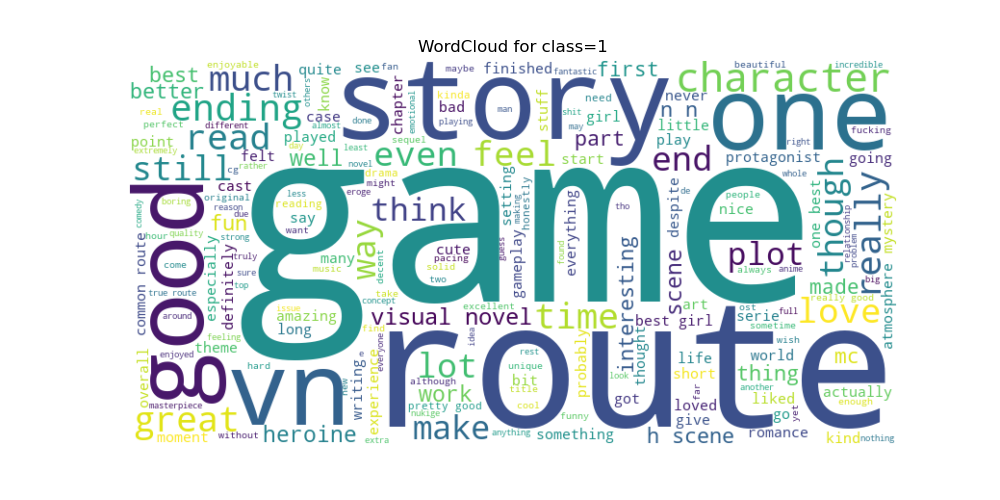 WordCloud for class=1
enjoyable
quite
see
fan
maybe
finished
fantastic
first
beautiful
incredible
best
much
story
character
better
twist
others
know
chapter
kinda
bad
playing
man
stuff
shit
need
girl
never
n n
one
ending
real
perfect
different
case
almost
done
emotional
sequel
may
little
fucking
point
read
played
day
least
part
play
right
extremely
felt
well
even
feel
start
end
protagonist
going
still
cg
rather
novel
drama
whole
boring
cast
might
eroge
game
setting
making
honestly
tho
despite
de
people
though
really
relationship
problem
mystery
good
original
reason
less
reading
want
think
everything
scene
nice
one best
comedy
due
fun
say
way
cute
pacing
guess
gameplay
found
plot
hour
quality
strong
many
decent
solid
two
always
anime
big
common route
come
especially
truly
definitely
sure
music
top
take
concept
interesting
art
made
really good
true route
issue
amazing
excellent
time
ost
love
atmosphere
around
long
find
visual novel
best girl
serie
full
sometime
feeling
idea
probably
thought
wish
overall
enjoyed
theme
vn
new
e
everyone
route
rest
life
world
mc
hard
writing
experience
although
lot
unique
bit
look
short
thing
actually
masterpiece
work
title
got
far
another
liked
enough
great
without
nukige
pretty good
cool
funny
loved
give
go
yet
moment
heroine
extra
make
anything
something
h scene
romance
kind
nothing